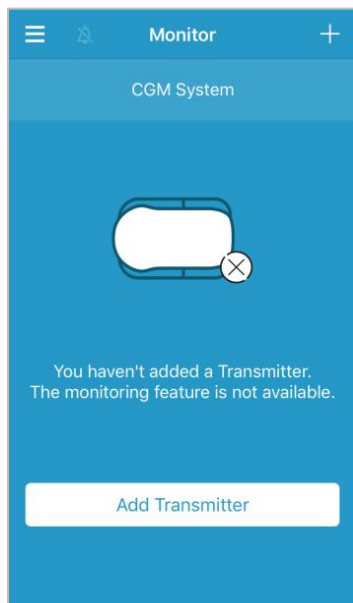 Monitor
CGM System
You haven't added a Transmitter.
The monitoring feature is not available.
Add Transmitter